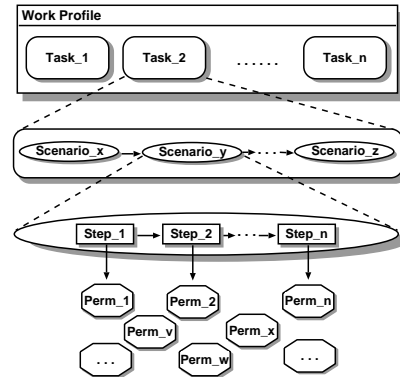 Work Profile
Task_1 Task_2 ...... Task_n
Scenario_x Scenario_y ... Scenario_z
Step_1 Step_2 ... Step_n
Perm_1 Perm_2 Perm_n
Perm_v Perm_x
... Perm_w ...